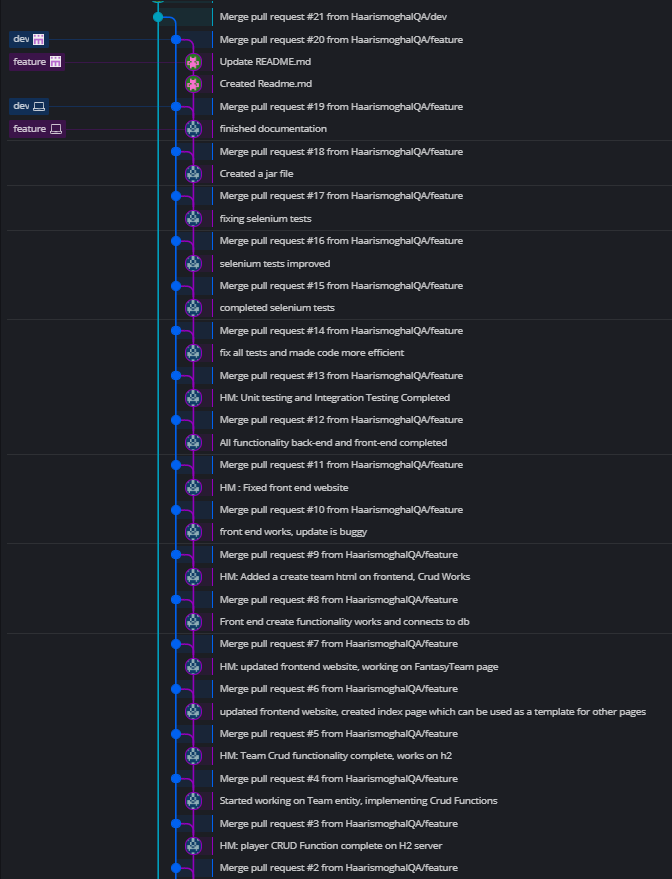 Merge pull request #21 from HaarismoghalQA/dev
dev Merge pull request #20 from HaarismoghalQA/feature
feature Update README.md
Created Readme.md
dev Merge pull request #19 from HaarismoghalQA/feature
feature finished documentation
Merge pull request #18 from HaarismoghalQA/feature
Created a jar file
Merge pull request #17 from HaarismoghalQA/feature
fixing selenium tests
Merge pull request #16 from HaarismoghalQA/feature
selenium tests improved
Merge pull request #15 from HaarismoghalQA/feature
completed selenium tests
Merge pull request #14 from HaarismoghalQA/feature
fix all tests and made code more efficient
Merge pull request #13 from HaarismoghalQA/feature
HM: Unit testing and Integration Testing Completed
Merge pull request #12 from HaarismoghalQA/feature
All functionality back-end and front-end completed
Merge pull request #11 from HaarismoghalQA/feature
HM : Fixed front end website
Merge pull request #10 from HaarismoghalQA/feature
front end works, update is buggy
Merge pull request #9 from HaarismoghalQA/feature
HM: Added a create team html on frontend, Crud Works
Merge pull request #8 from HaarismoghalQA/feature
Front end create functionality works and connects to db
Merge pull request #7 from HaarismoghalQA/feature
HM: updated frontend website, working on FantasyTeam page
Merge pull request #6 from HaarismoghalQA/feature
updated frontend website, created index page which can be used as a template for other pages
Merge pull request #5 from HaarismoghalQA/feature
HM: Team Crud functionality complete, works on h2
Merge pull request #4 from HaarismoghalQA/feature
Started working on Team entity, implementing Crud Functions
Merge pull request #3 from HaarismoghalQA/feature
HM: player CRUD Function complete on H2 server
Merge pull request #2 from HaarismoghalQA/feature